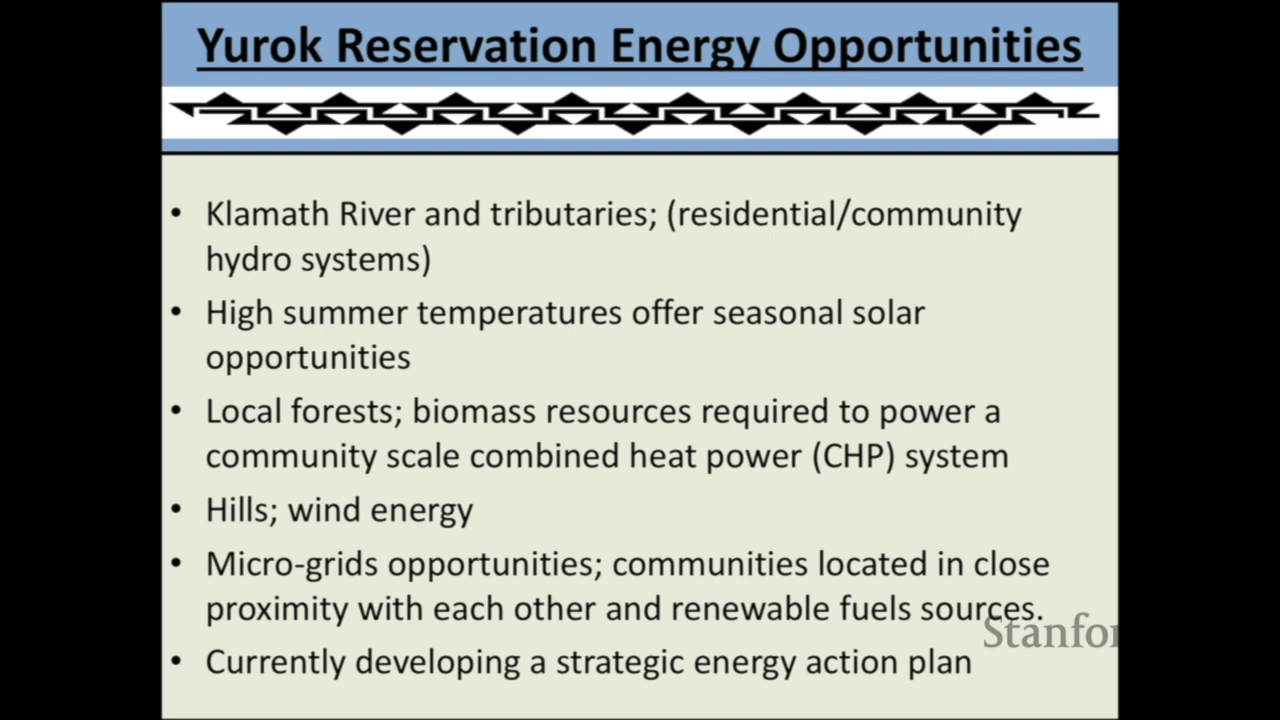 Yurok Reservation Energy Opportunities
• Klamath River and tributaries; (residential/community
hydro systems)
• High summer temperatures offer seasonal solar
opportunities
• Local forests; biomass resources required to power a
community scale combined heat power (CHP) system
• Hills; wind energy
• Micro-grids opportunities; communities located in close
proximity with each other and renewable fuels sources.
Stanfor
• Currently developing a strategic energy action plan